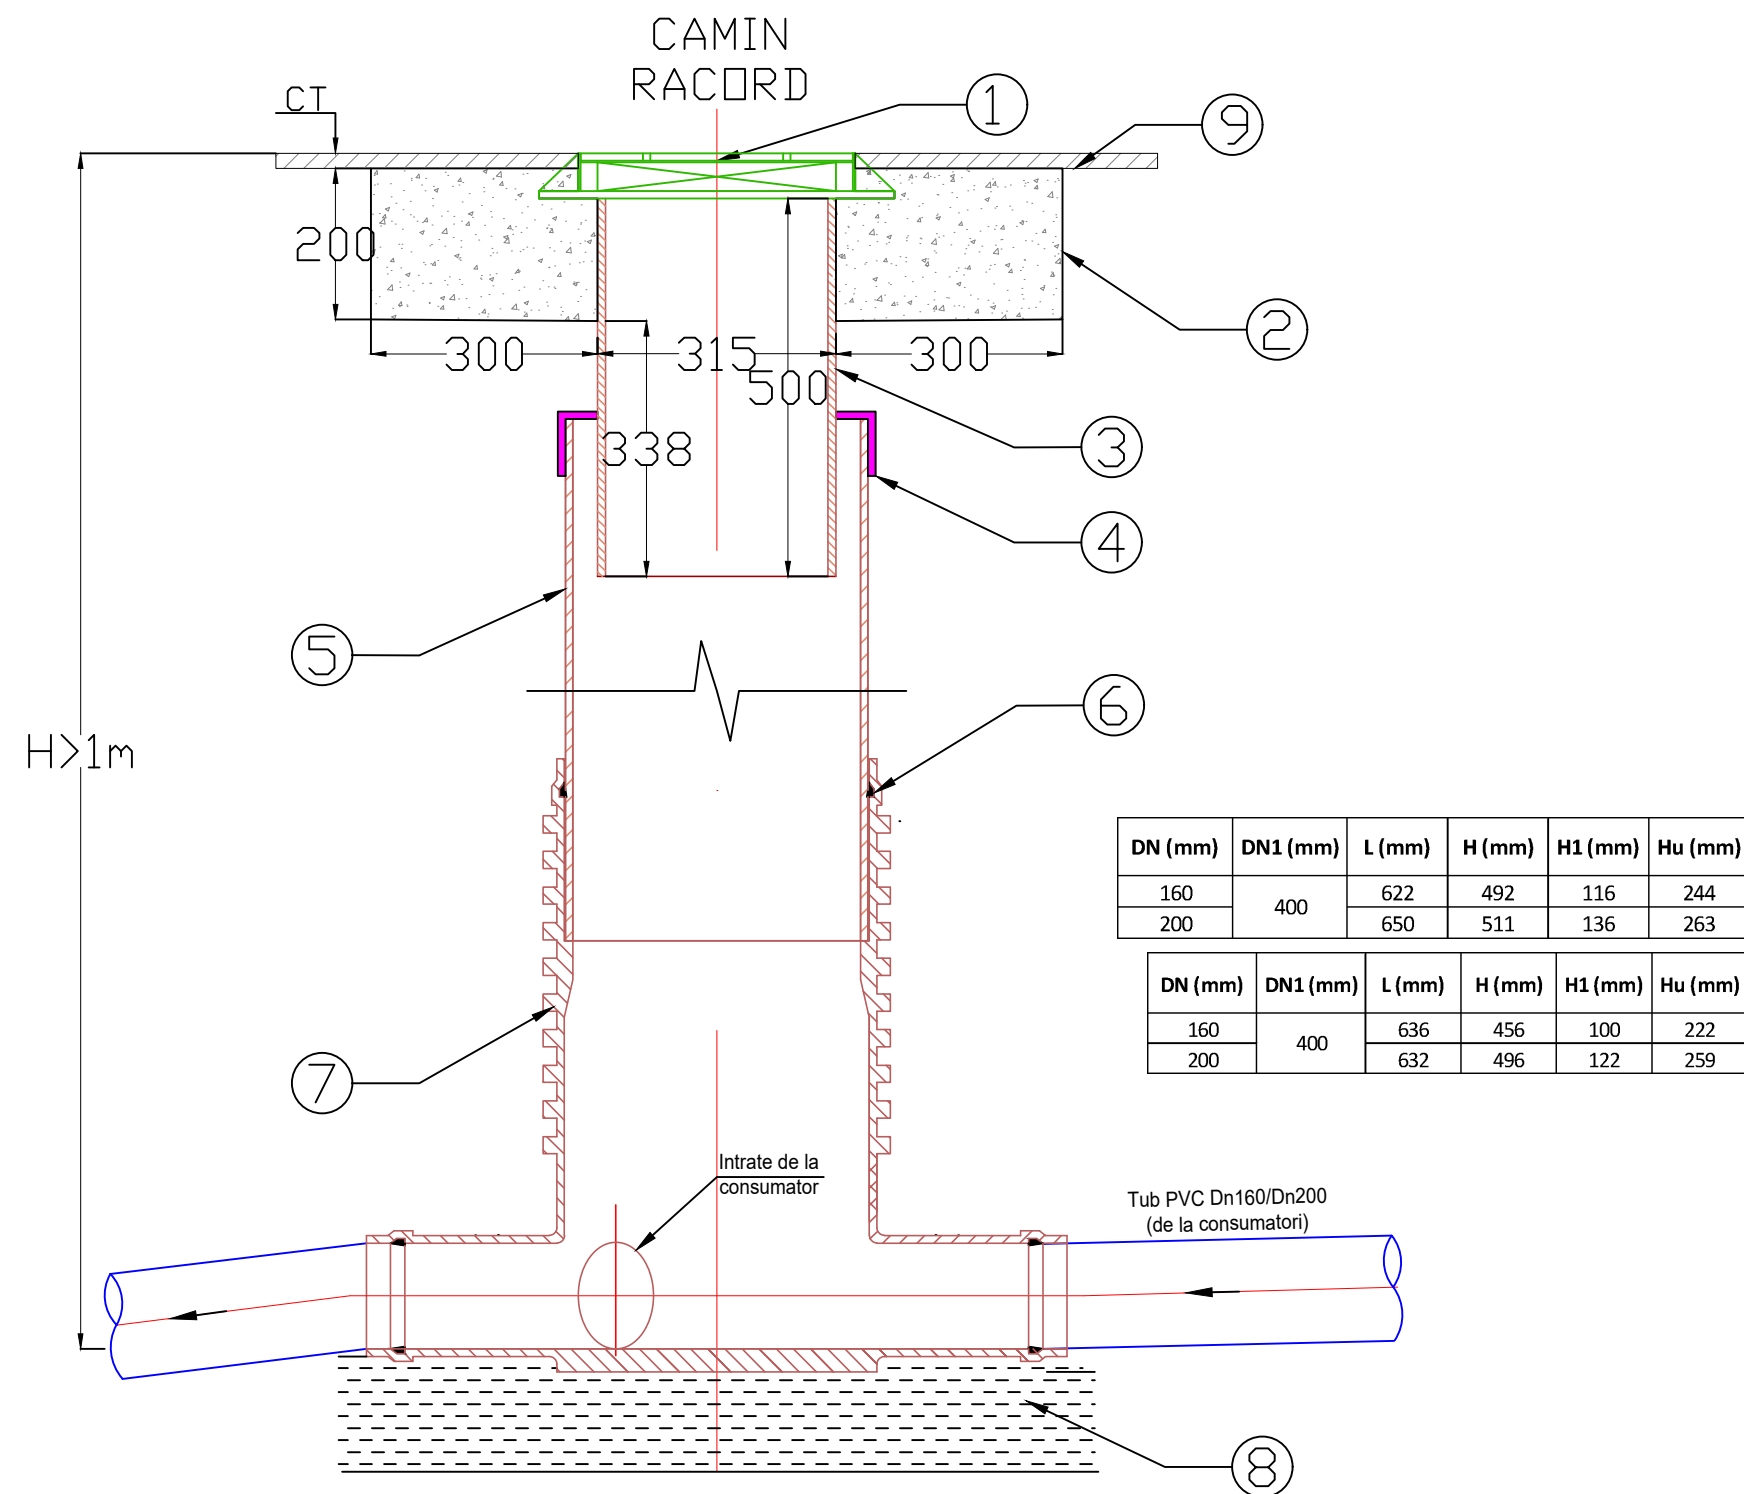 CAMIN
RACORD
CT
1
9
200
2
300
315
300
500
3
338
4
5
6
H>1m
DN (mm) DN1 (mm) L (mm) H (mm) H1 (mm) Hu (mm)
160 400 622 492 116 244
200 650 511 136 263
DN (mm) DN1 (mm) L (mm) H (mm) H1 (mm) Hu (mm)
160 400 636 456 100 222
200 632 496 122 259
7
Intrate de la
consumator
Tub PVC Dn160/Dn200
(de la consumatori)
8